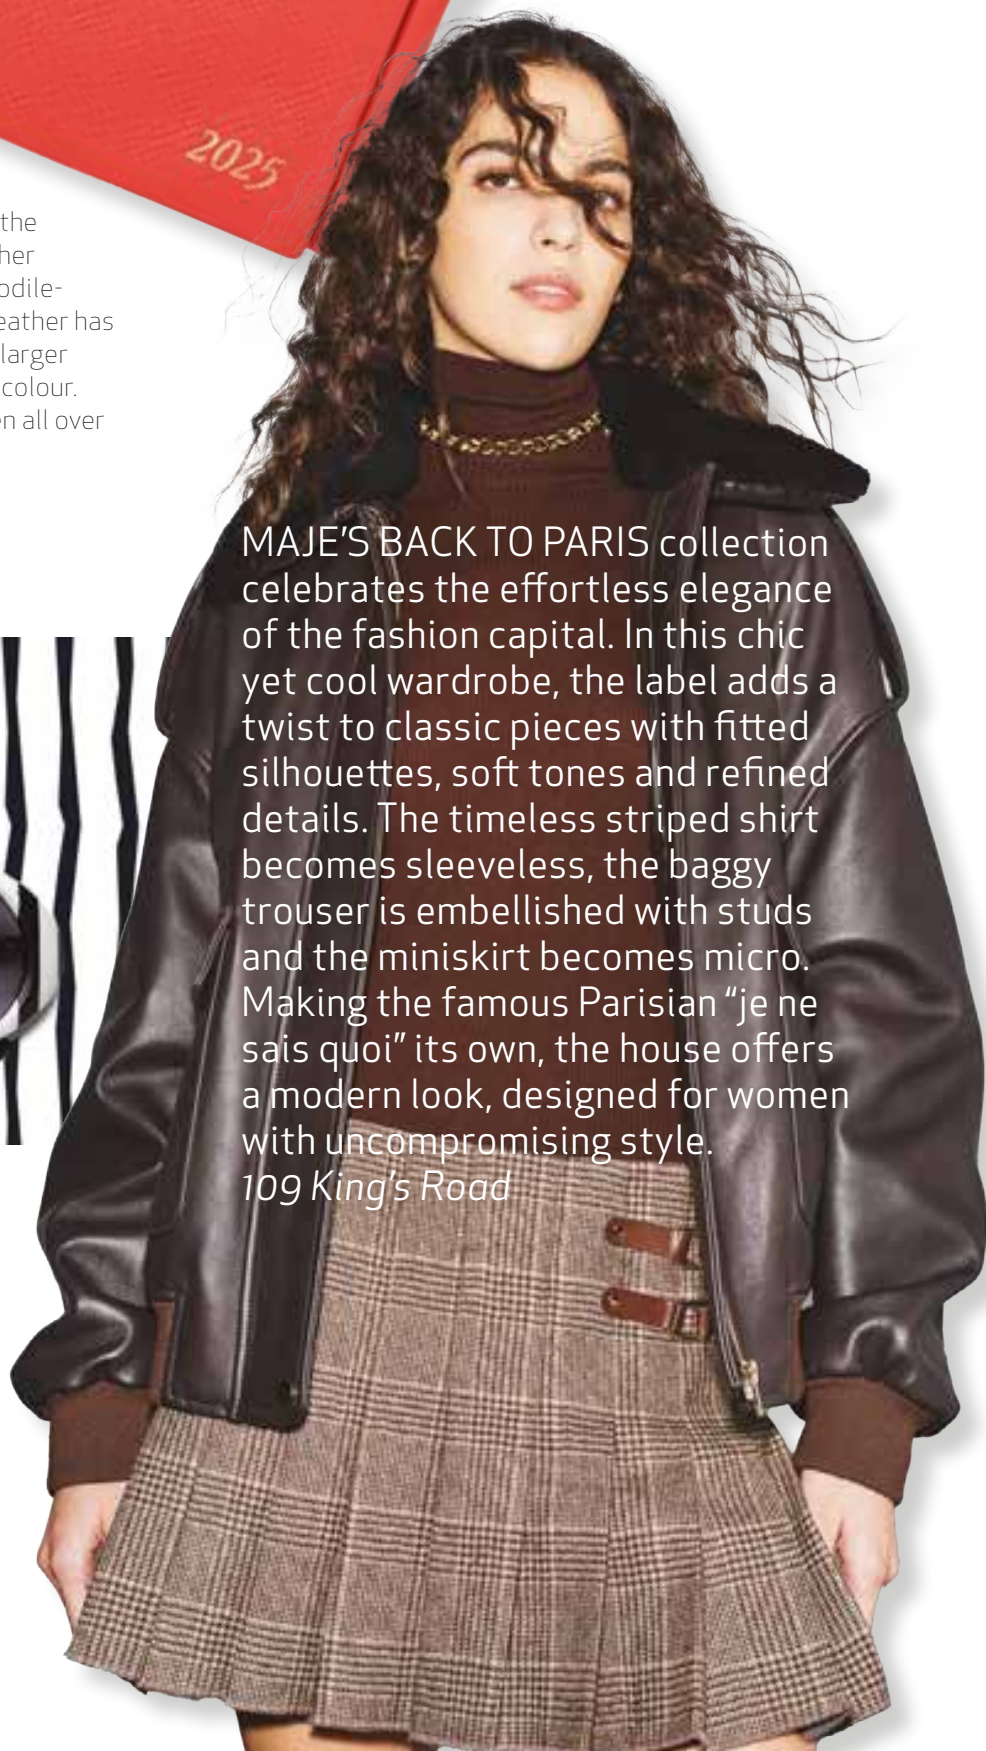 2025
the
her
odile-
eather has
larger
colour.
en all over
MAJE'S BACK TO PARIS collection
celebrates the effortless elegance
of the fashion capital. In this chic
yet cool wardrobe, the label adds a
twist to classic pieces with fitted
silhouettes, soft tones and refined
details. The timeless striped shirt
becomes sleeveless, the baggy
trouser is embellished with studs
and the miniskirt becomes micro.
Making the famous Parisian “je ne
sais quoi” its own, the house offers
a modern look, designed for women
with uncompromising style.
109 King's Road